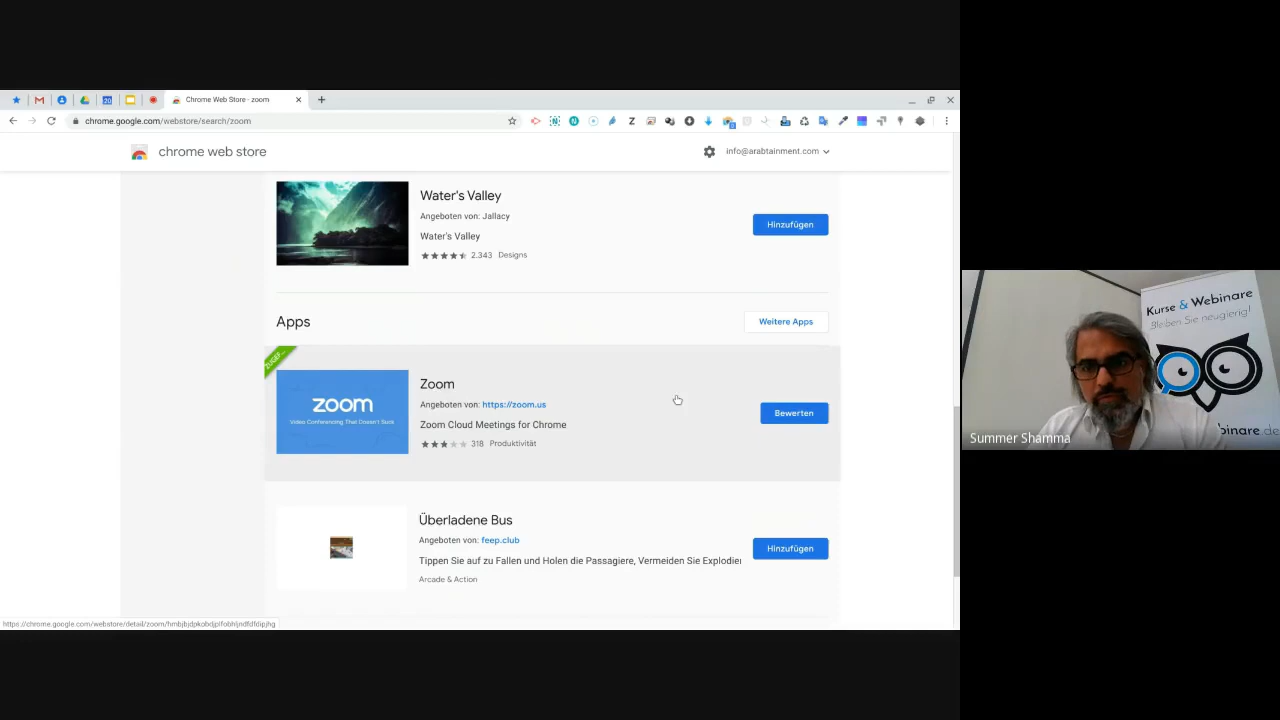 Chrome Web Store - zoom
chrome.google.com/webstore/search/zoom
chrome web store
info@arabtainment.com
Water's Valley
Angeboten von: Jallacy
Water's Valley
2.343 Designs
Hinzufügen
Apps
Weitere Apps
zoom
Video Conferencing That Doesn't Suck
Zoom
Angeboten von: https://zoom.us
Zoom Cloud Meetings for Chrome
318 Produktivität
Bewerten
Überladene Bus
Angeboten von: feep.club
Tippen Sie auf zu Fallen und Holen die Passagiere, Vermeiden Sie Explodier
Arcade & Action
Hinzufügen
Kurse & Webinare
Bleiben Sie neugierig!
binare.de
Summer Shamma